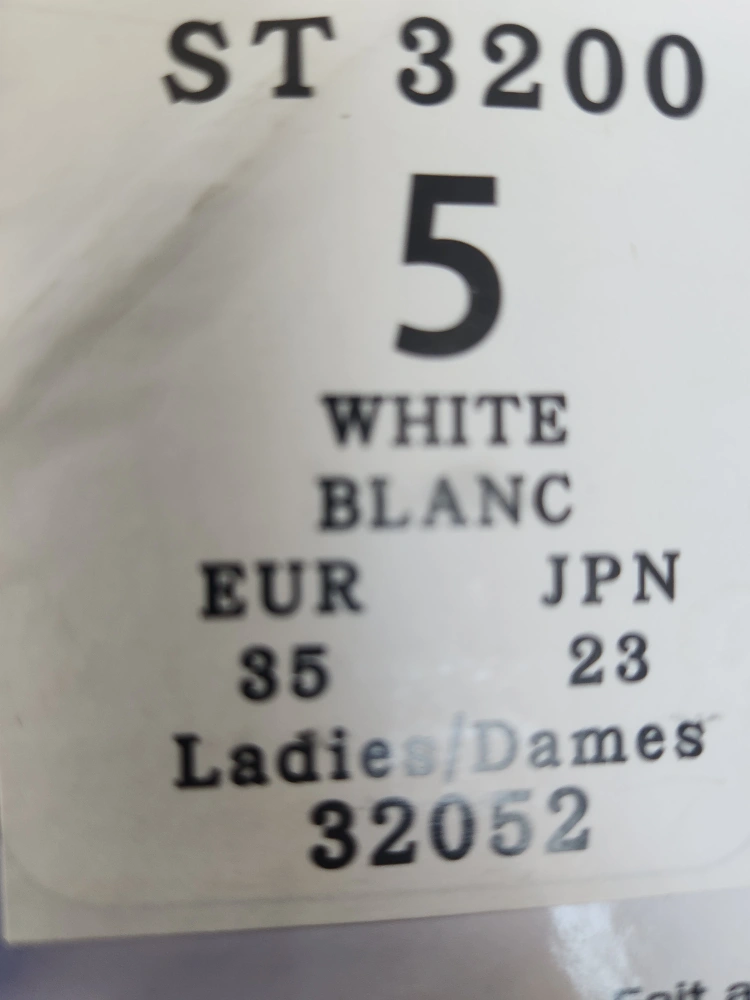 ST 3200
5
WHITE
BLANC
EUR JPN
35 23
Ladies/Dames
32052